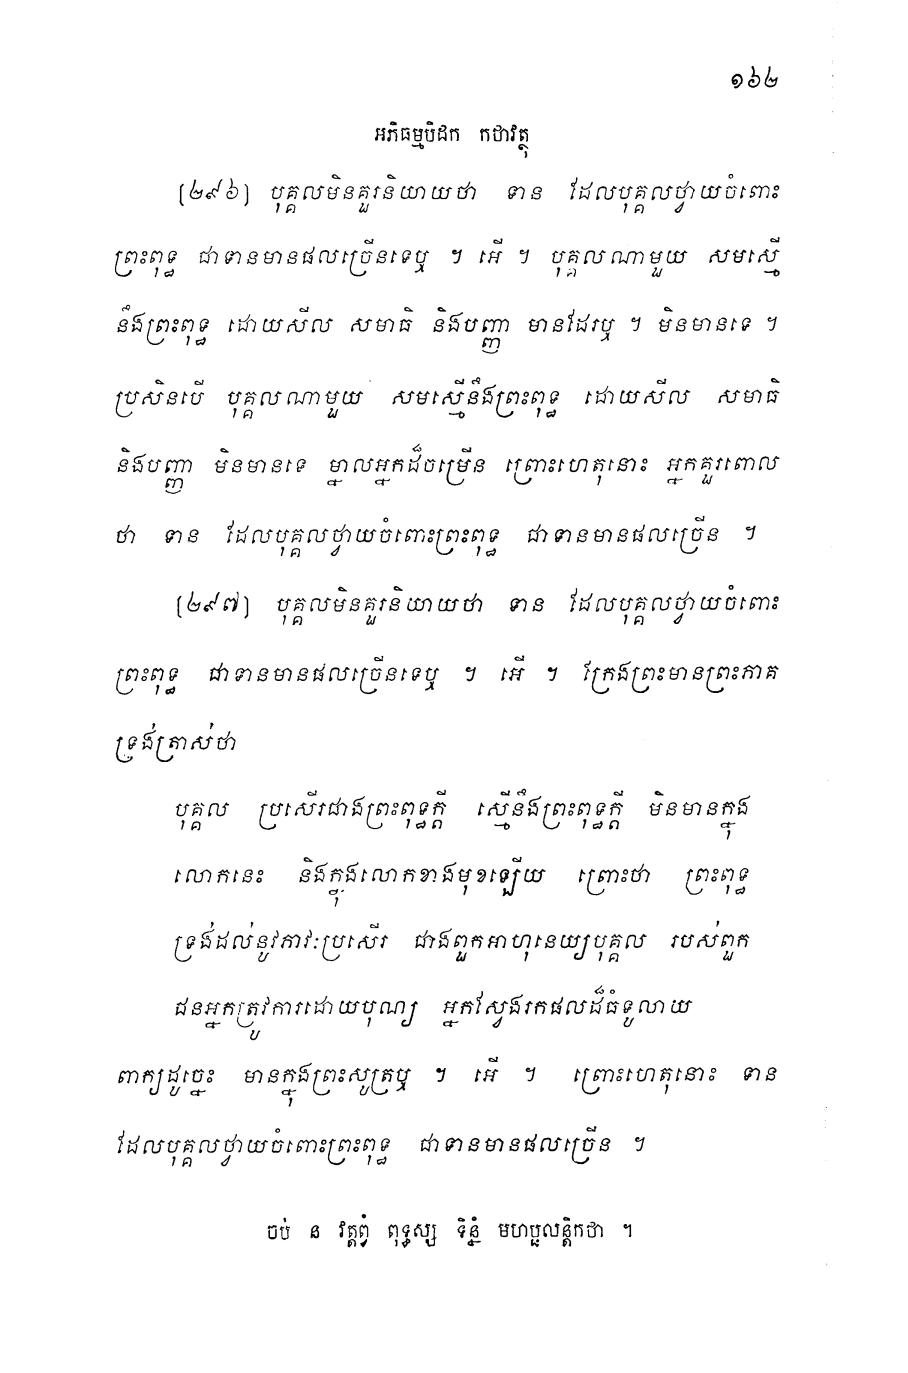 ១៦២
អភិធម្មបិដក កថាវត្ថុ
(២៩៦) បុគ្គលមិនគួរនិយាយថា ទាន ដែលបុគ្គលថ្វាយចំពោះ
ព្រះពុទ្ធ ជាទានមានផលច្រើនទេឬ ។ អើ ។ បុគ្គលណាមួយ សមស្មើ
នឹងព្រះពុទ្ធ ដោយសីល សមាធិ និងបញ្ញា មានដែរឬ ។ មិនមានទេ ។
ប្រសិនបើ បុគ្គលណាមួយ សមស្មើនឹងព្រះពុទ្ធ ដោយសីល សមាធិ
និងបញ្ញា មិនមានទេ ម្នាលអ្នកដ៏ចម្រើន ព្រោះហេតុនោះ អ្នកគួរពោល
ថា ទាន ដែលបុគ្គលថ្វាយចំពោះព្រះពុទ្ធ ជាទានមានផលច្រើន ។
(២៩៧) បុគ្គលមិនគួរនិយាយថា ទាន ដែលបុគ្គលថ្វាយចំពោះ
ព្រះពុទ្ធ ជាទានមានផលច្រើនទេឬ ។ អើ ។ ក្រែងព្រះមានព្រះភាគ
ទ្រង់ត្រាស់ថា
បុគ្គល ប្រសើរជាងព្រះពុទ្ធក្តី ស្មើនឹងព្រះពុទ្ធក្តី មិនមានក្នុង
លោកនេះ និងក្នុងលោកខាងមុខឡើយ ព្រោះថា ព្រះពុទ្ធ
ទ្រង់ដល់នូវភាវៈប្រសើរ ជាងពួកអាហុនេយ្យបុគ្គល របស់ពួក
ជនអ្នកត្រូវការដោយបុណ្យ អ្នកស្វែងរកផលដ៏ធំទូលាយ
ពាក្យដូច្នេះ មានក្នុងព្រះសូត្រឬ ។ អើ ។ ព្រោះហេតុនោះ ទាន
ដែលបុគ្គលថ្វាយចំពោះព្រះពុទ្ធ ជាទានមានផលច្រើន ។
ចប់ ន វត្តព្វំ ពុទ្ធស្ស ទិន្នំ មហប្ផលន្តិកថា ។